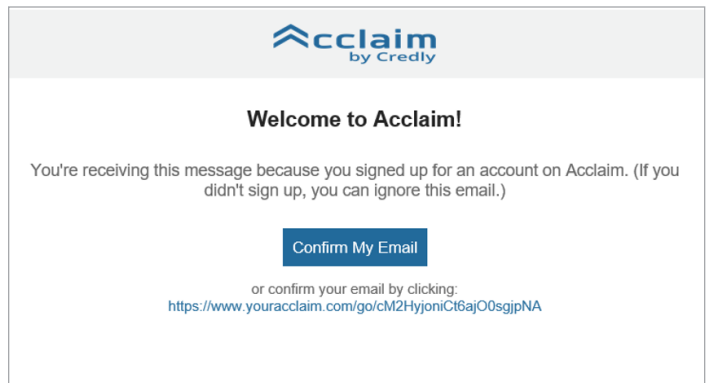 Acclaim
by Credly
Welcome to Acclaim!
You're receiving this message because you signed up for an account on Acclaim. (If you
didn't sign up, you can ignore this email.)
Confirm My Email
or confirm your email by clicking:
https://www.youracclaim.com/go/cM2HyjoniCt6ajO0sgjpNA